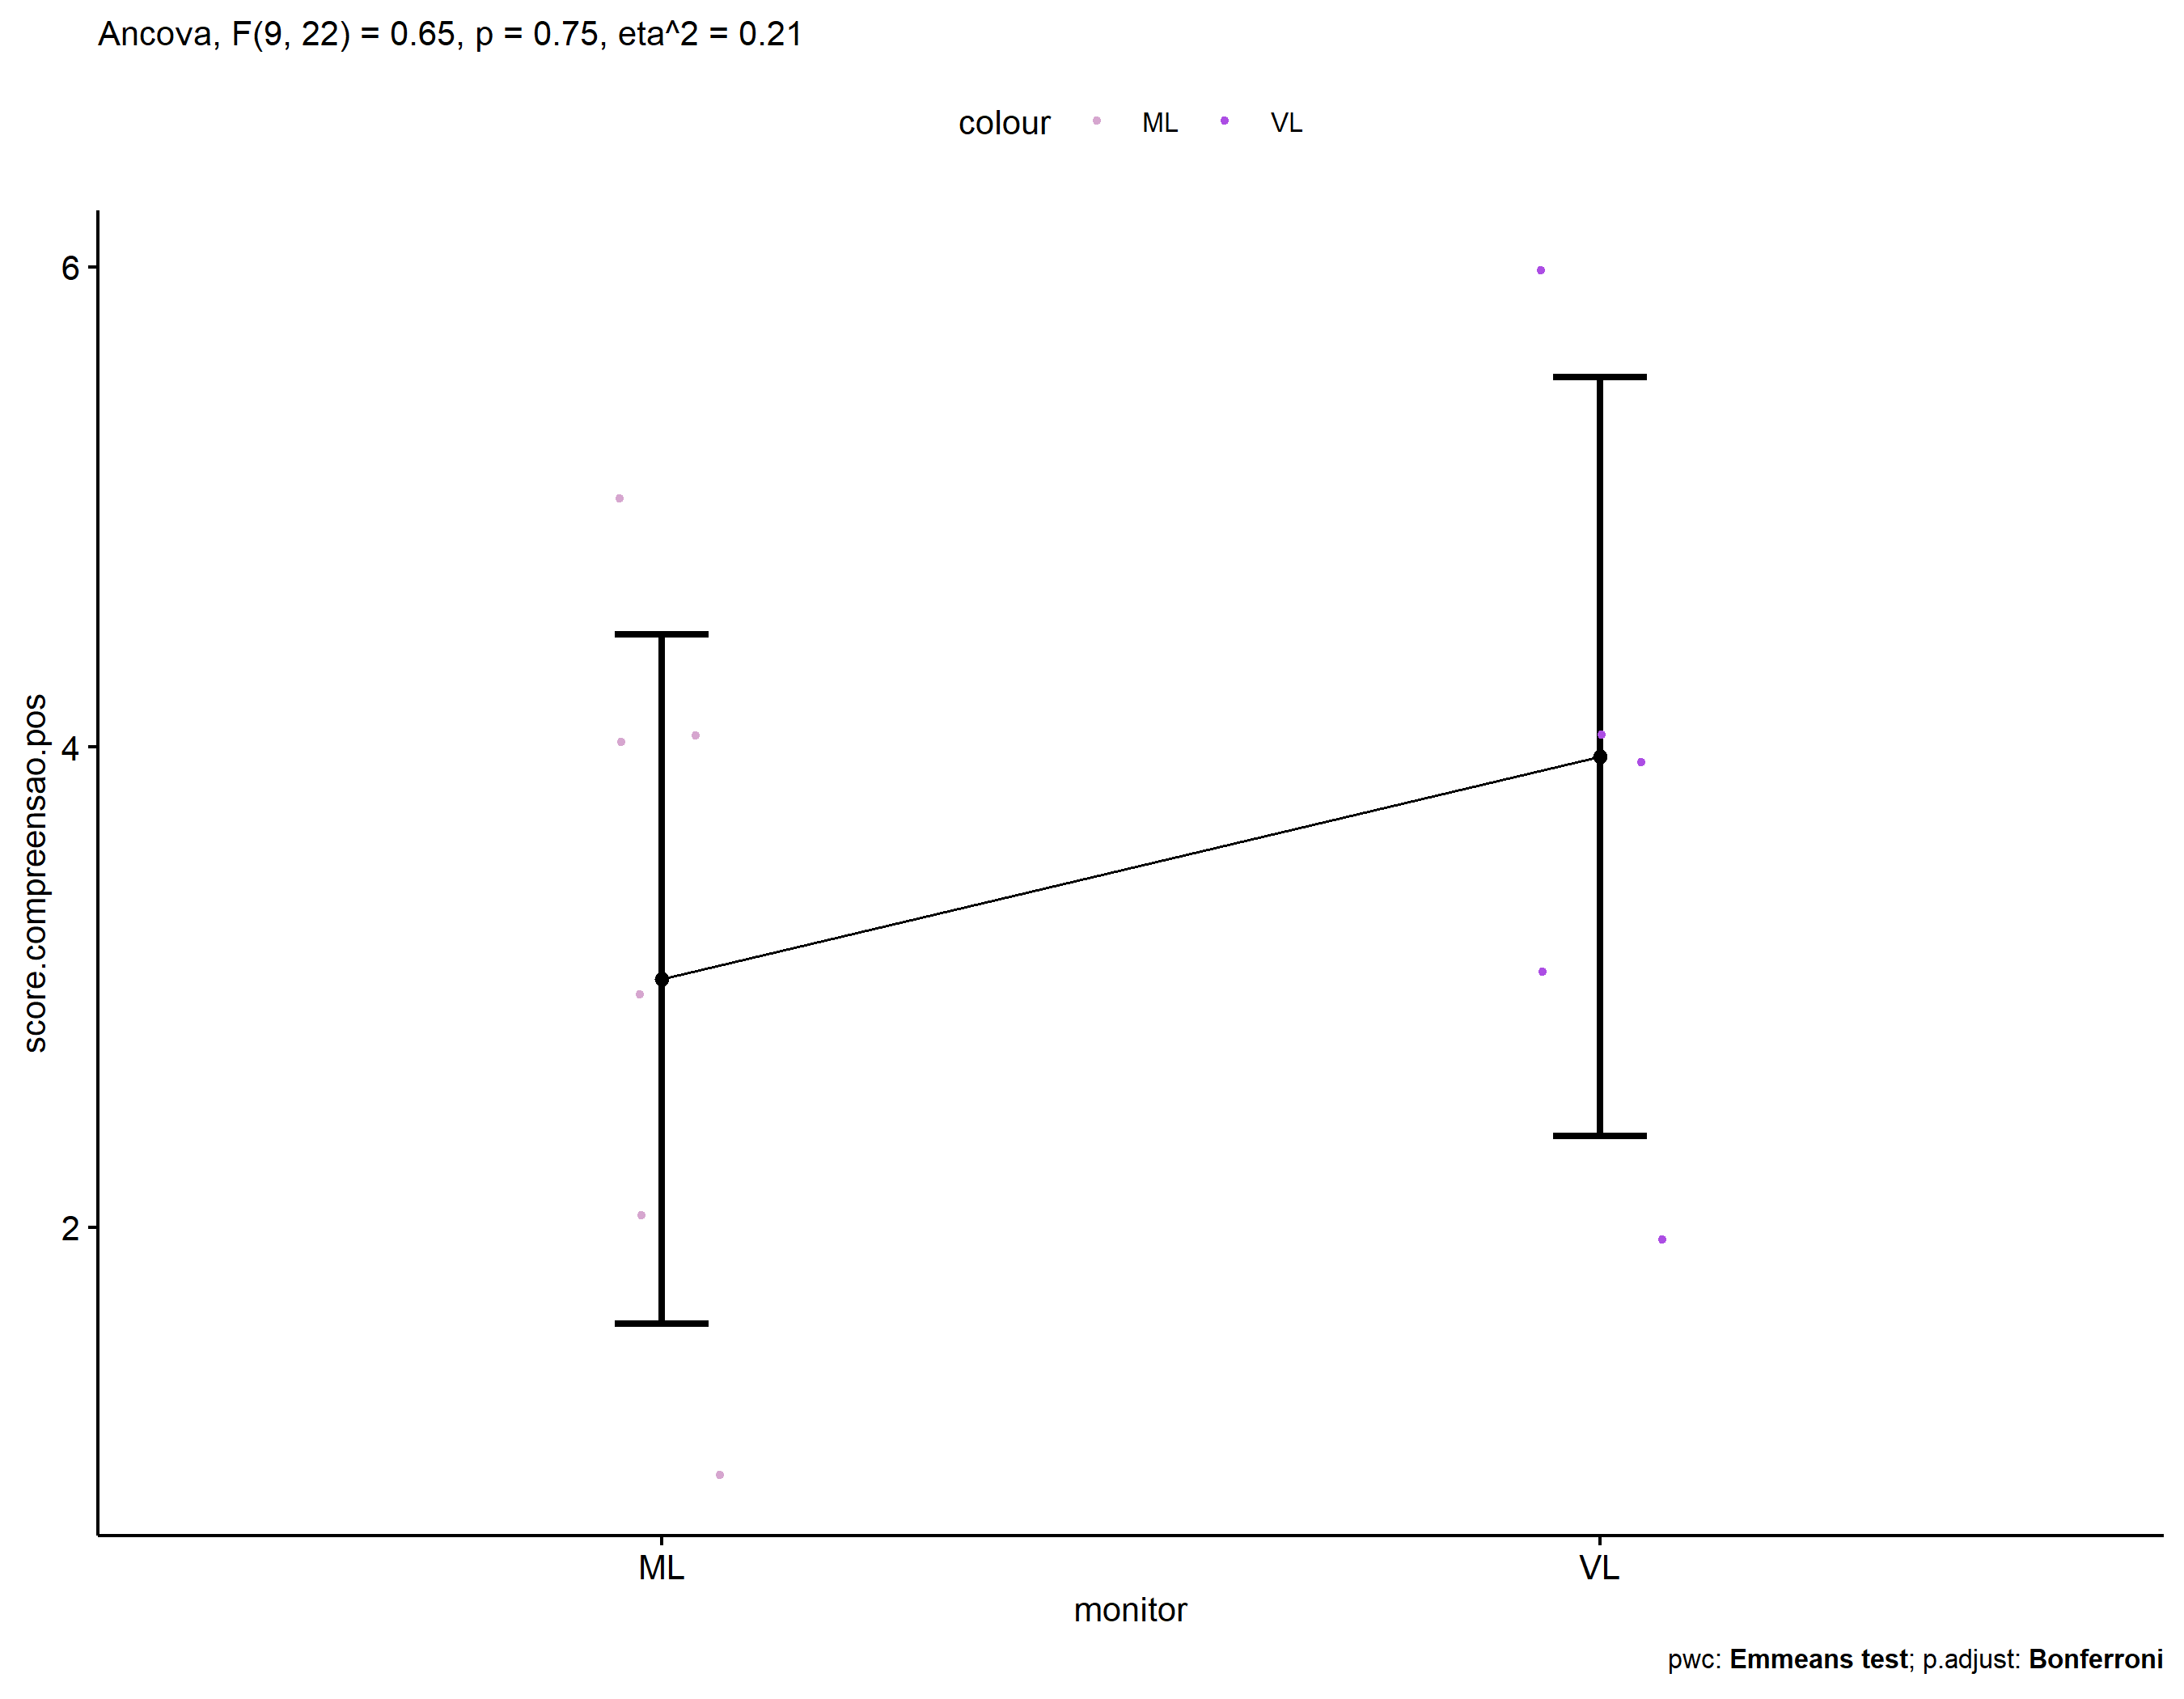 Ancova, F(9, 22) = 0.65, p = 0.75, eta^2 = 0.21
colour ML VL
6
4
2
score.compreensao.pos
ML VL
monitor
pwc: Emmeans test; p.adjust: Bonferroni